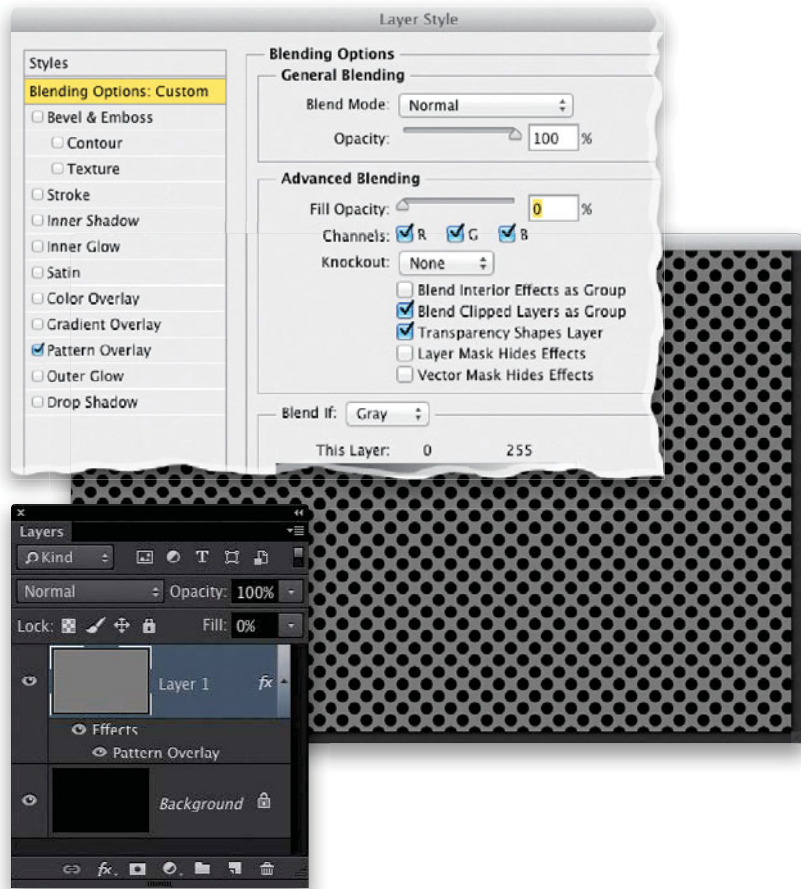 Layer Style
Styles
Blending Options: Custom
Bevel & Emboss
Contour
Texture
Stroke
Inner Shadow
Inner Glow
Satin
Color Overlay
Gradient Overlay
Pattern Overlay
Outer Glow
Drop Shadow
Blending Options
General Blending
Blend Mode: Normal
Opacity: 100 %
Advanced Blending
Fill Opacity: 0 %
Channels: R G B
Knockout: None
Blend Interior Effects as Group
Blend Clipped Layers as Group
Transparency Shapes Layer
Layer Mask Hides Effects
Vector Mask Hides Effects
Blend If: Gray
This Layer: 0 255
Layers
Kind
Normal Opacity: 100%
Lock: Fill: 0%
Layer 1 fx
Effects
Pattern Overlay
Background
fx